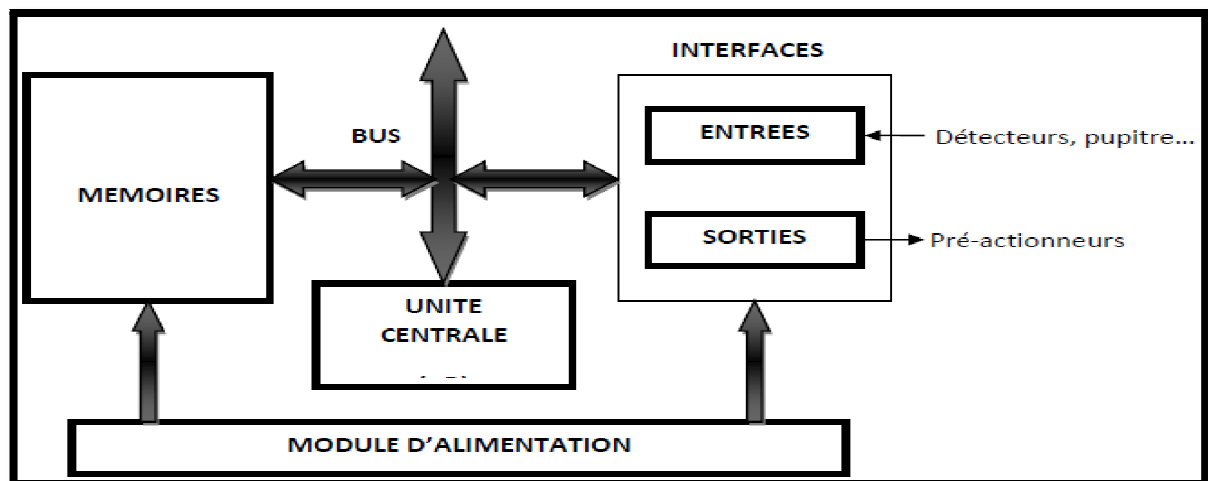 INTERFACES
MEMOIRES
BUS
ENTREES
Détecteurs, pupitre...
SORTIES
Pré-actionneurs
UNITE
CENTRALE
MODULE D'ALIMENTATION